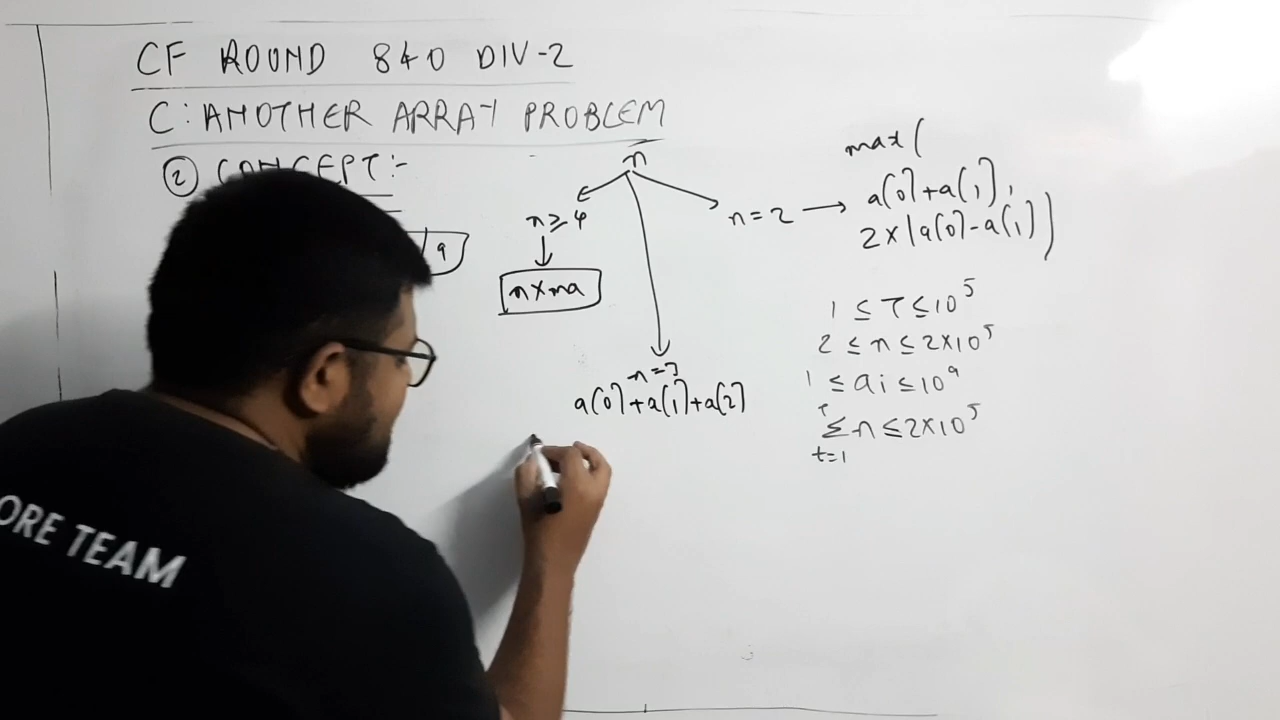 CF ROUND 840 DIV-2
C: ANOTHER ARRAY PROBLEM
② CONCEPT:-
n
n≥4
n×ma
n=3
a(0)+a(1)+a(2)
n=2 → max(
a(0)+a(1),
2×|a(0)-a(1))
1≤T≤10^5
2≤n≤2×10^5
1≤ai≤10^9
Σn≤2×10^5
t=1
9
ORE TEAM